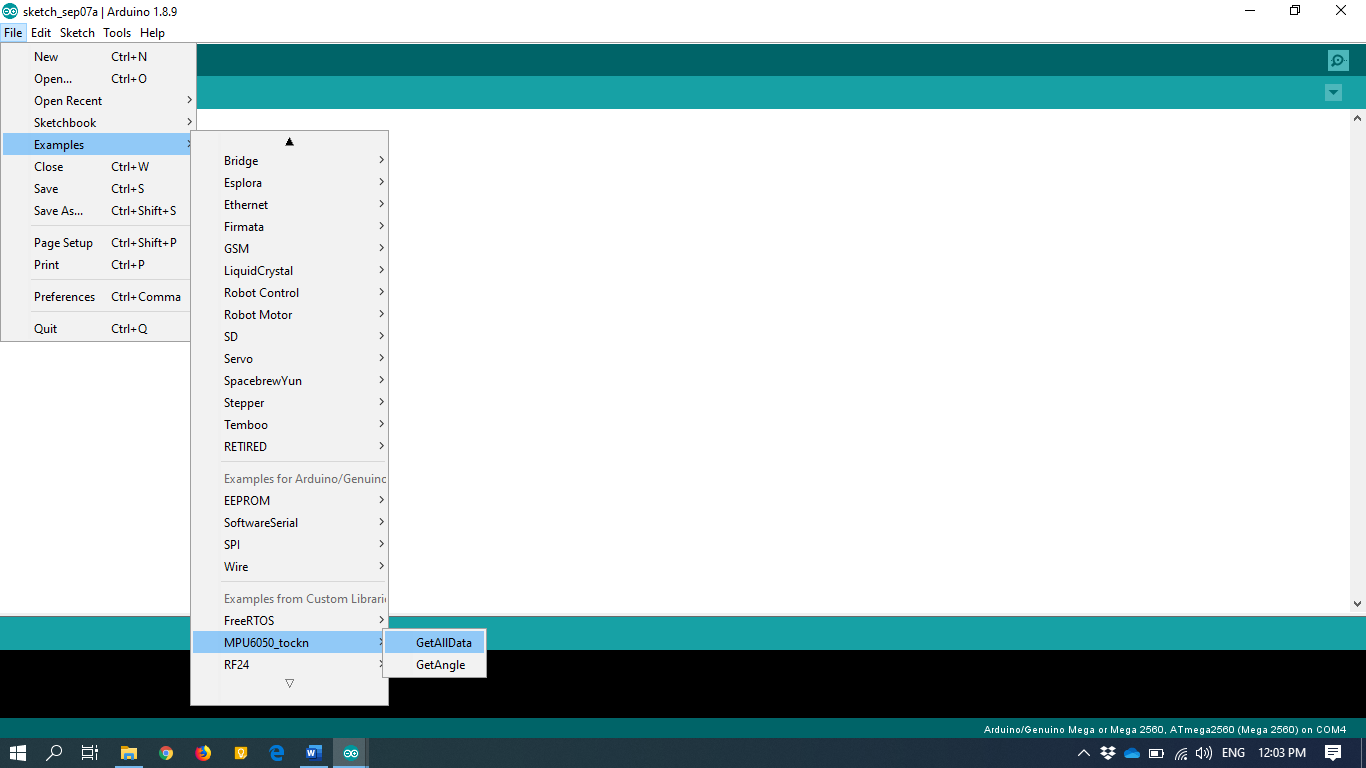 sketch_sep07a | Arduino 1.8.9
File Edit Sketch Tools Help
New Ctrl+N
Open... Ctrl+O
Open Recent
Sketchbook
Examples
Close Ctrl+W
Save Ctrl+S
Save As... Ctrl+Shift+S
Page Setup Ctrl+Shift+P
Print Ctrl+P
Preferences Ctrl+Comma
Quit Ctrl+Q
Bridge
Esplora
Ethernet
Firmata
GSM
LiquidCrystal
Robot Control
Robot Motor
SD
Servo
SpacebrewYun
Stepper
Temboo
RETIRED
Examples for Arduino/Genuino
EEPROM
SoftwareSerial
SPI
Wire
Examples from Custom Librari
FreeRTOS
MPU6050_tockn
RF24
GetAllData
GetAngle
Arduino/Genuino Mega or Mega 2560, ATmega2560 (Mega 2560) on COM4
ENG 12:03 PM